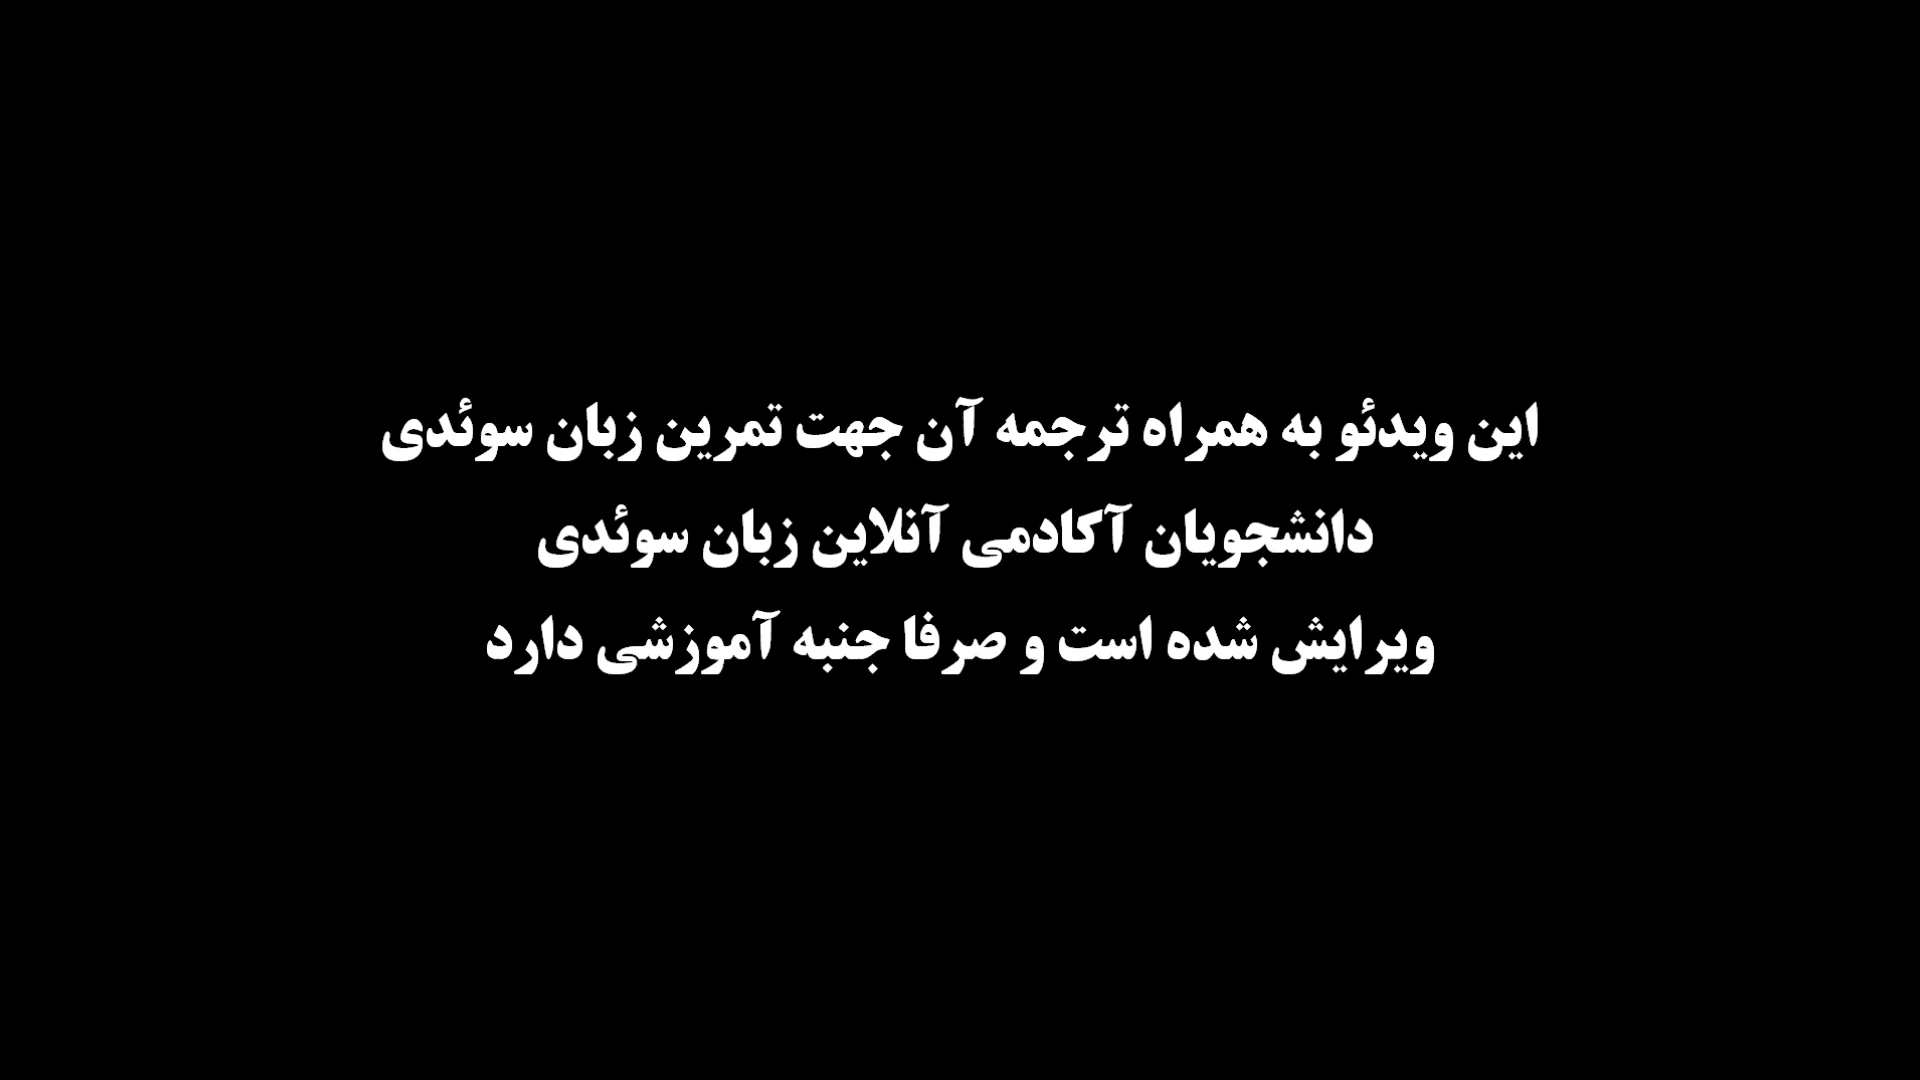 این ویدئو به همراه ترجمه آن جهت تمرین زبان سوئدی
دانشجویان آکادمی آنلاین زبان سوئدی
ویرایش شده است و صرفا جنبه آموزشی دارد